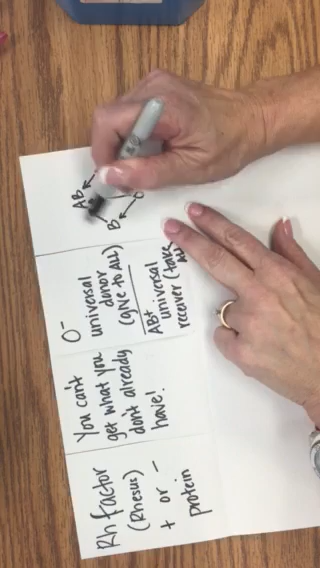 Rh factor
(Rhesus)
+ or -
protein
You can't
get what you
don't already
have!
O-
universal
donor
(give to ALL)
AB+
universal
receiver (take
AB
B